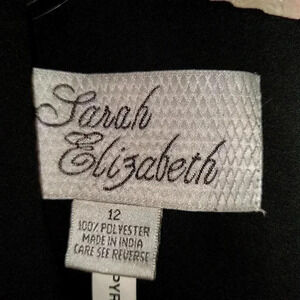 Sarah
Elizabeth
12
100% POLYESTER
MADE IN INDIA
CARE SEE REVERSE